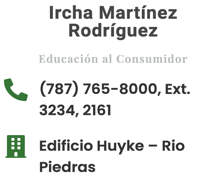 Ircha Martínez
Rodríguez
Educación al Consumidor
(787) 765-8000, Ext.
3234, 2161
Edificio Huyke – Rio
Piedras